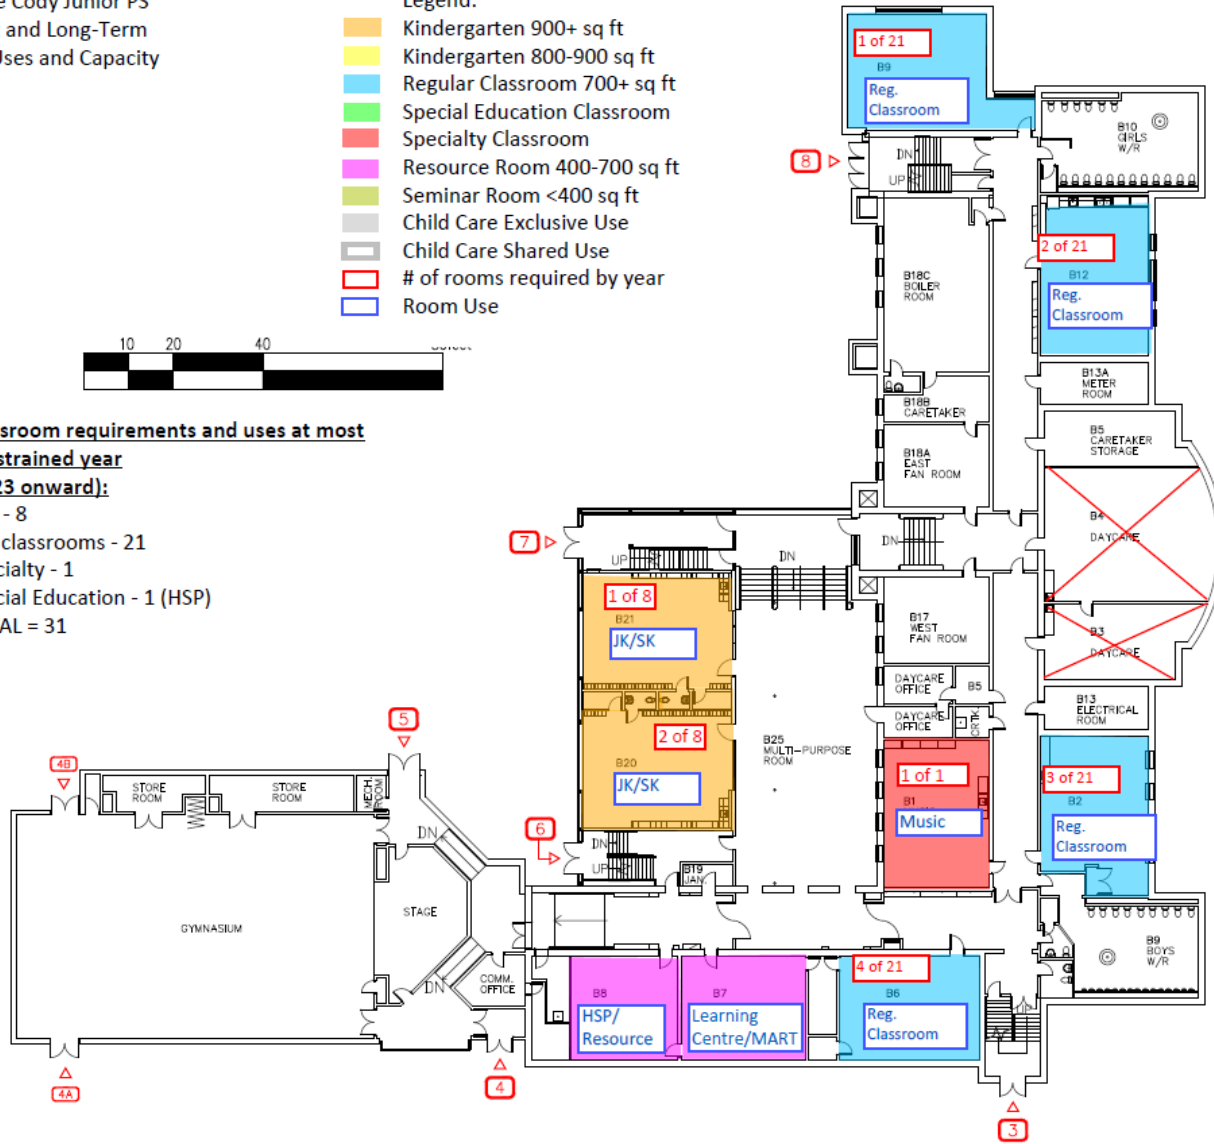 Cody Junior PS
and Long-Term
Uses and Capacity
Legend:
Kindergarten 900+ sq ft
Kindergarten 800-900 sq ft
Regular Classroom 700+ sq ft
Special Education Classroom
Specialty Classroom
Resource Room 400-700 sq ft
Seminar Room <400 sq ft
Child Care Exclusive Use
Child Care Shared Use
# of rooms required by year
Room Use
10 20 40
sroom requirements and uses at most
strained year
23 onward):
- 8
classrooms - 21
cialty - 1
cial Education - 1 (HSP)
AL = 31
1 of 21
B9
Reg.
Classroom
B10
GIRLS
W/R
8
DN
UP
2 of 21
B12
Reg.
Classroom
B18C
BOILER
ROOM
B13A
METER
ROOM
B18B
CARETAKER
B5
CARETAKER
STORAGE
B18A
EAST
FAN ROOM
B4
DAYCARE
7
UP
DN
DN
1 of 8
B21
JK/SK
B17
WEST
FAN ROOM
B3
DAYCARE
DAYCARE
OFFICE
B5
B13
ELECTRICAL
ROOM
DAYCARE
OFFICE
CRTK.
5
2 of 8
B20
JK/SK
B25
MULTI-PURPOSE
ROOM
1 of 1
B1
Music
3 of 21
B2
Reg.
Classroom
4B
STORE
ROOM
STORE
ROOM
MECH.
ROOM
DN
6
DN
UP
B19
JAN.
STAGE
GYMNASIUM
B9
BOYS
W/R
COMM.
OFFICE
DN
B8
HSP/
Resource
B7
Learning
Centre/MART
4 of 21
B6
Reg.
Classroom
4A
4
3